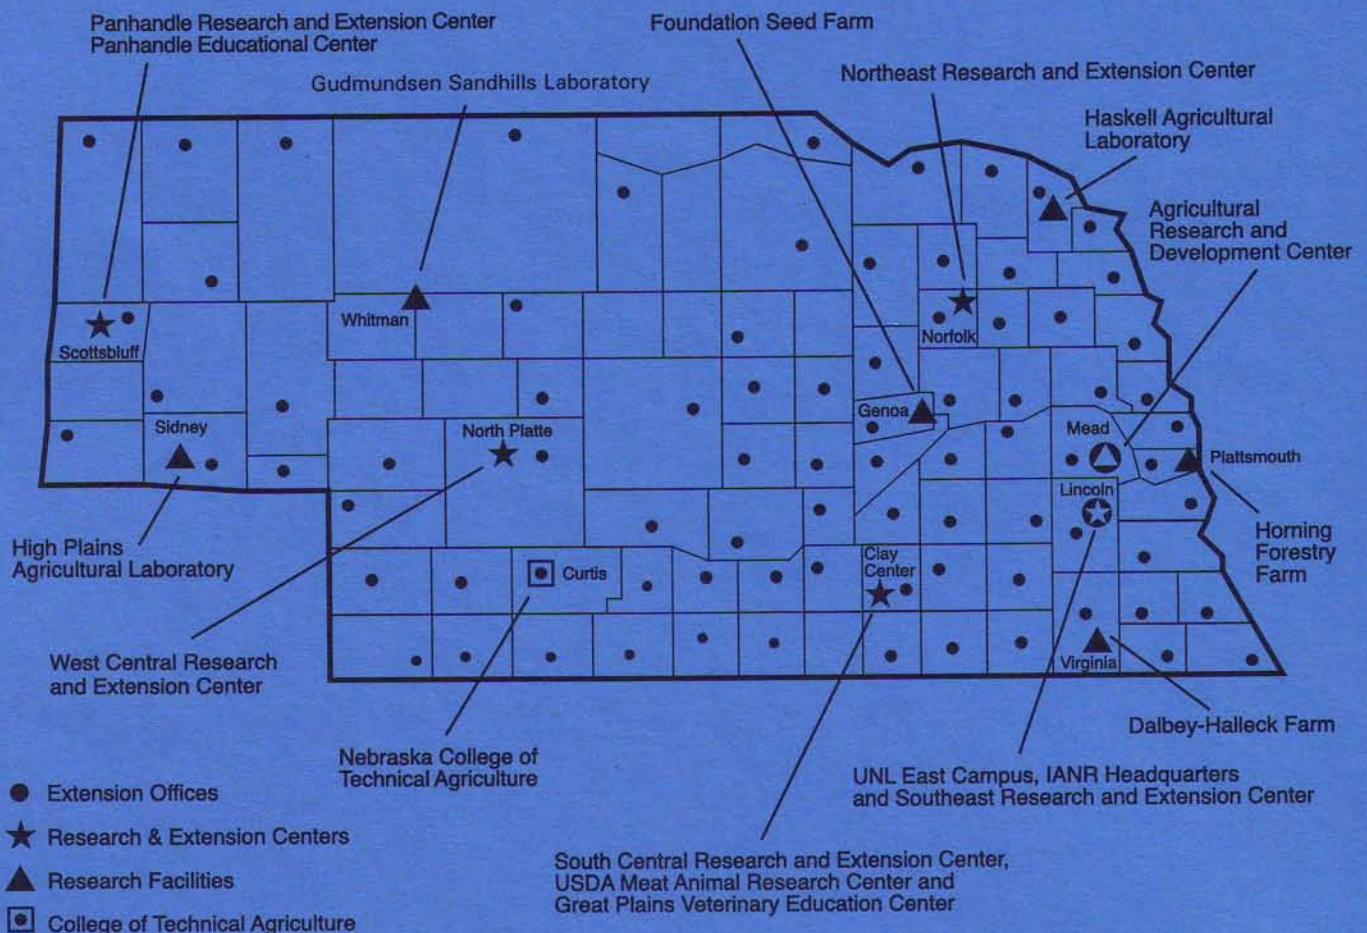 Panhandle Research and Extension Center
Panhandle Educational Center
Foundation Seed Farm
Gudmundsen Sandhills Laboratory
Northeast Research and Extension Center
Haskell Agricultural
Laboratory
Agricultural
Research and
Development Center
Whitman
Scottsbluff
Norfolk
Genoa
Sidney
North Platte
Mead
Plattsmouth
Lincoln
High Plains
Agricultural Laboratory
Horning
Forestry
Farm
Clay
Center
Curtis
West Central Research
and Extension Center
Virginia
Dalbey-Halleck Farm
Nebraska College of
Technical Agriculture
UNL East Campus, IANR Headquarters
and Southeast Research and Extension Center
South Central Research and Extension Center,
USDA Meat Animal Research Center and
Great Plains Veterinary Education Center
Extension Offices
Research & Extension Centers
Research Facilities
College of Technical Agriculture